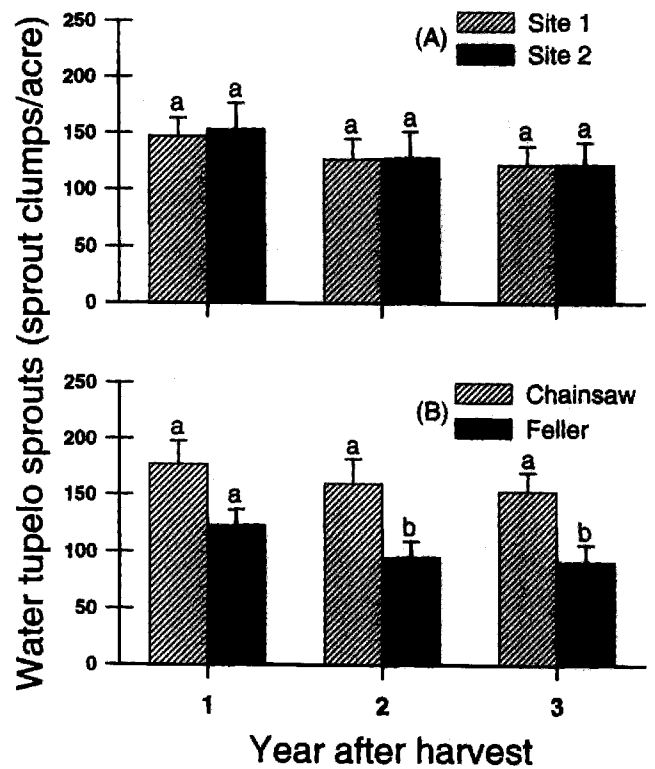 Water tupelo sprouts (sprout clumps/acre)
250
200
150
100
50
0
(A)
Site 1
Site 2
a
a
a
a
a
a
250
200
150
100
50
0
(B)
Chainsaw
Feller
a
a
a
b
a
b
1
2
3
Year after harvest